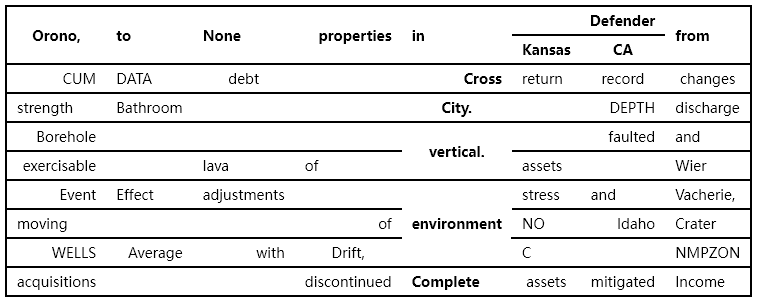 Orono, to None properties in Defender from
Kansas CA
CUM DATA debt Cross return record changes
strength Bathroom City. DEPTH discharge
Borehole vertical. faulted and
exercisable lava of assets Wier
Event Effect adjustments environment stress and Vacherie,
moving of NO Idaho Crater
WELLS Average with Drift, C NMPZON
acquisitions discontinued Complete assets mitigated Income